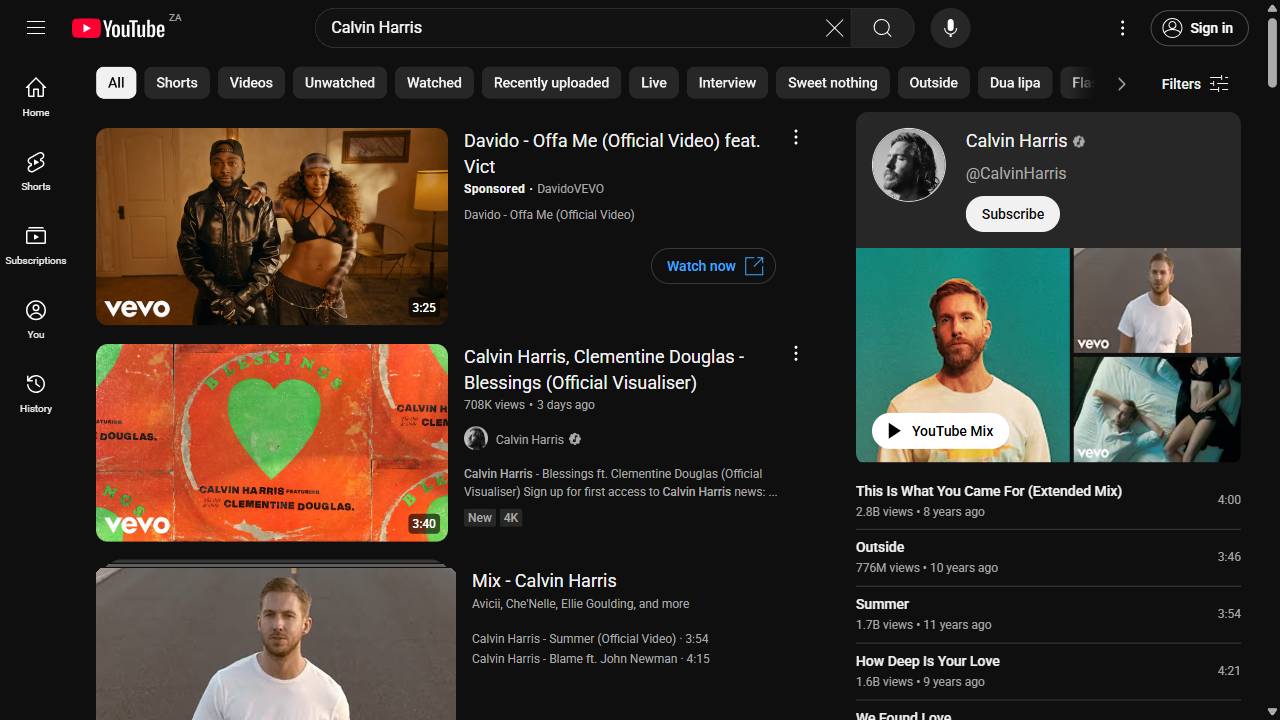 YouTube ZA
Calvin Harris
Sign in
Home
Shorts
Subscriptions
You
History
All
Shorts
Videos
Unwatched
Watched
Recently uploaded
Live
Interview
Sweet nothing
Outside
Dua lipa
Filters
vevo
3:25
Davido - Offa Me (Official Video) feat.
Vict
Sponsored · DavidoVEVO
Davido - Offa Me (Official Video)
Watch now
BLESSINGS
CALVIN HARRIS FEATURING
CLEMENTINE DOUGLAS.
DOUGLAS.
CALVIN H
CLEM
vevo
3:40
Calvin Harris, Clementine Douglas -
Blessings (Official Visualiser)
708K views • 3 days ago
Calvin Harris
Calvin Harris - Blessings ft. Clementine Douglas (Official
Visualiser) Sign up for first access to Calvin Harris news: ...
New
4K
Mix - Calvin Harris
Avicii, Che'Nelle, Ellie Goulding, and more
Calvin Harris - Summer (Official Video) · 3:54
Calvin Harris - Blame ft. John Newman · 4:15
Calvin Harris
@CalvinHarris
Subscribe
YouTube Mix
vevo
vevo
This Is What You Came For (Extended Mix)
2.8B views • 8 years ago
4:00
Outside
776M views • 10 years ago
3:46
Summer
1.7B views • 11 years ago
3:54
How Deep Is Your Love
1.6B views • 9 years ago
4:21
We Found Love